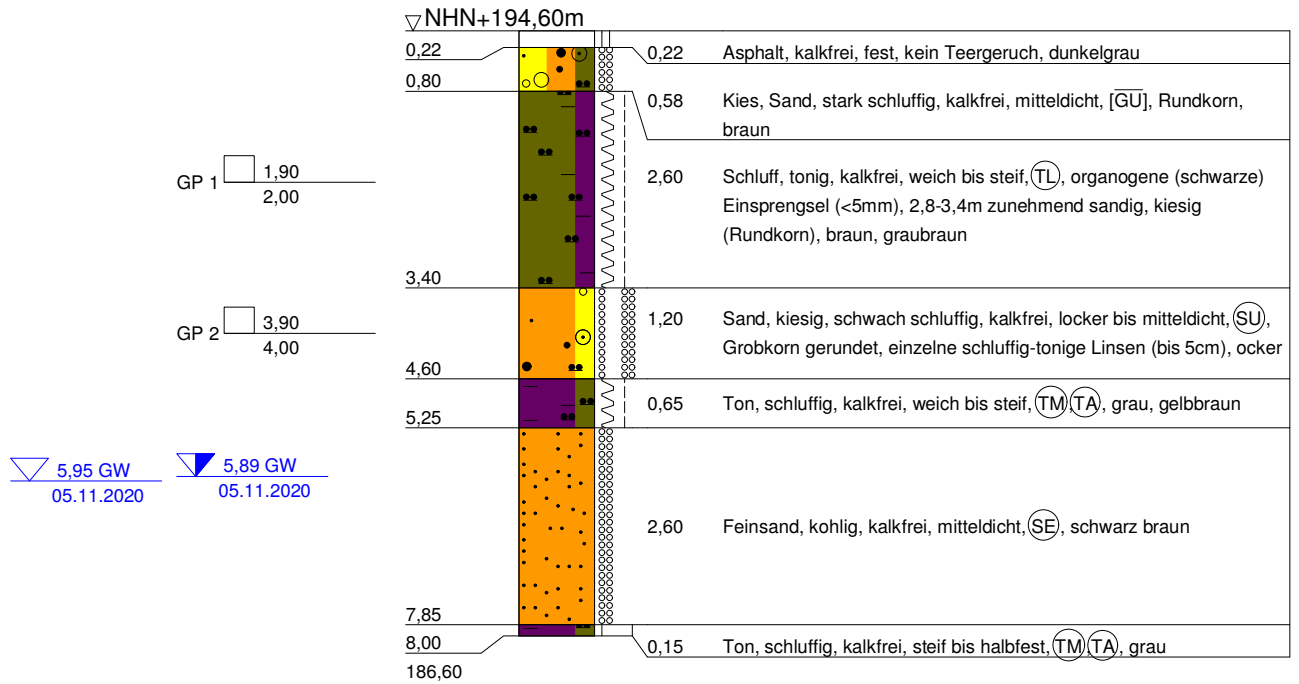 NHN+194,60m
0,22
0,22 Asphalt, kalkfrei, fest, kein Teergeruch, dunkelgrau
0,80
0,58 Kies, Sand, stark schluffig, kalkfrei, mitteldicht, [G̅U̅], Rundkorn,
braun
GP 1 1,90
2,00
2,60 Schluff, tonig, kalkfrei, weich bis steif, TL, organogene (schwarze)
Einsprengsel (<5mm), 2,8-3,4m zunehmend sandig, kiesig
(Rundkorn), braun, graubraun
3,40
GP 2 3,90
4,00
1,20 Sand, kiesig, schwach schluffig, kalkfrei, locker bis mitteldicht, SU,
Grobkorn gerundet, einzelne schluffig-tonige Linsen (bis 5cm), ocker
4,60
0,65 Ton, schluffig, kalkfrei, weich bis steif, TM, TA, grau, gelbbraun
5,25
5,95 GW
05.11.2020
5,89 GW
05.11.2020
2,60 Feinsand, kohlig, kalkfrei, mitteldicht, SE, schwarz braun
7,85
8,00
0,15 Ton, schluffig, kalkfrei, steif bis halbfest, TM, TA, grau
186,60